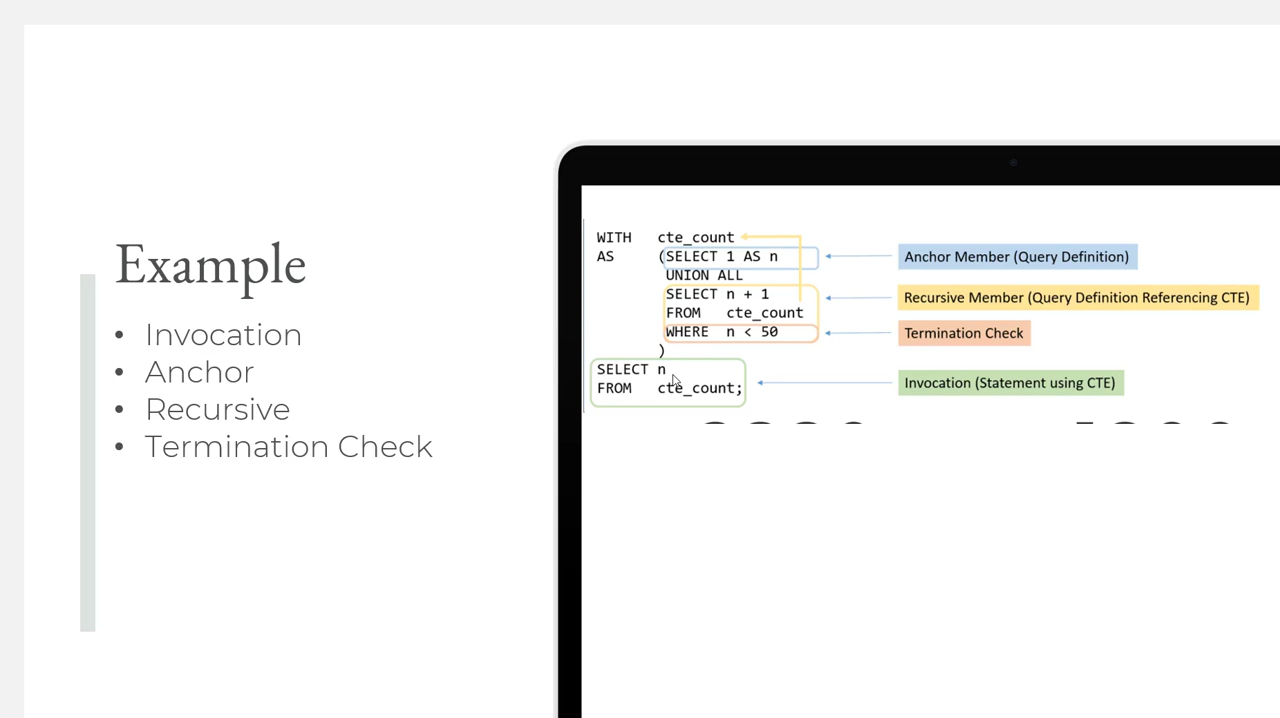 Example
• Invocation
• Anchor
• Recursive
• Termination Check
WITH cte_count
AS (SELECT 1 AS n
UNION ALL
SELECT n + 1
FROM cte_count
WHERE n < 50
)
SELECT n
FROM cte_count;
Anchor Member (Query Definition)
Recursive Member (Query Definition Referencing CTE)
Termination Check
Invocation (Statement using CTE)